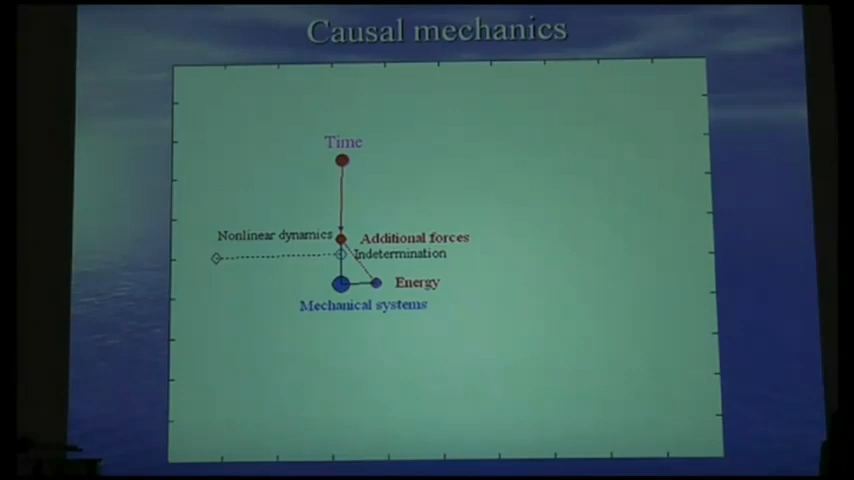 Causal mechanics
Time
Nonlinear dynamics
Additional forces
Indetermination
Energy
Mechanical systems